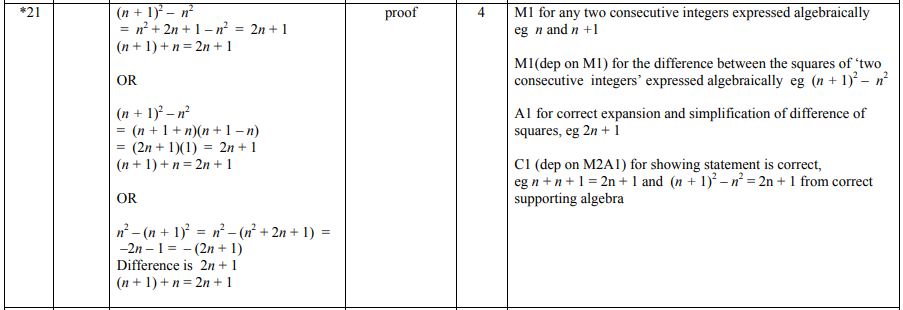 *21
(n + 1)² – n²
= n² + 2n + 1 – n² = 2n + 1
(n + 1) + n = 2n + 1
OR
(n + 1)² – n²
= (n + 1 + n)(n + 1 – n)
= (2n + 1)(1) = 2n + 1
(n + 1) + n = 2n + 1
OR
n² – (n + 1)² = n² – (n² + 2n + 1) =
–2n – 1 = – (2n + 1)
Difference is 2n + 1
(n + 1) + n = 2n + 1
proof
4
M1 for any two consecutive integers expressed algebraically
eg n and n +1
M1(dep on M1) for the difference between the squares of ‘two
consecutive integers’ expressed algebraically eg (n + 1)² – n²
A1 for correct expansion and simplification of difference of
squares, eg 2n + 1
C1 (dep on M2A1) for showing statement is correct,
eg n + n + 1 = 2n + 1 and (n + 1)² – n² = 2n + 1 from correct
supporting algebra